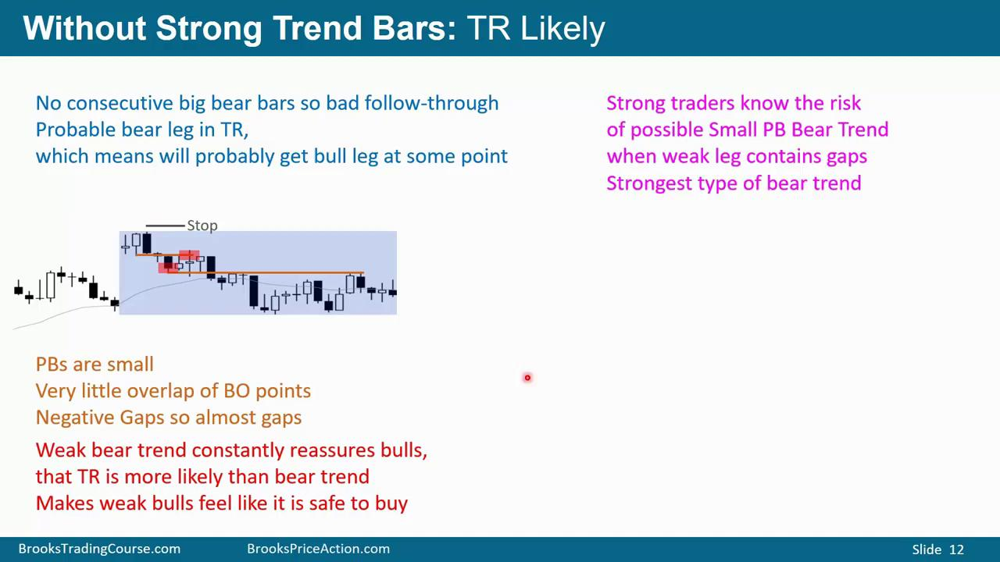 Without Strong Trend Bars: TR Likely
No consecutive big bear bars so bad follow-through
Probable bear leg in TR,
which means will probably get bull leg at some point
Strong traders know the risk
of possible Small PB Bear Trend
when weak leg contains gaps
Strongest type of bear trend
Stop
PBs are small
Very little overlap of BO points
Negative Gaps so almost gaps
Weak bear trend constantly reassures bulls,
that TR is more likely than bear trend
Makes weak bulls feel like it is safe to buy
BrooksTradingCourse.com
BrooksPriceAction.com
Slide 12